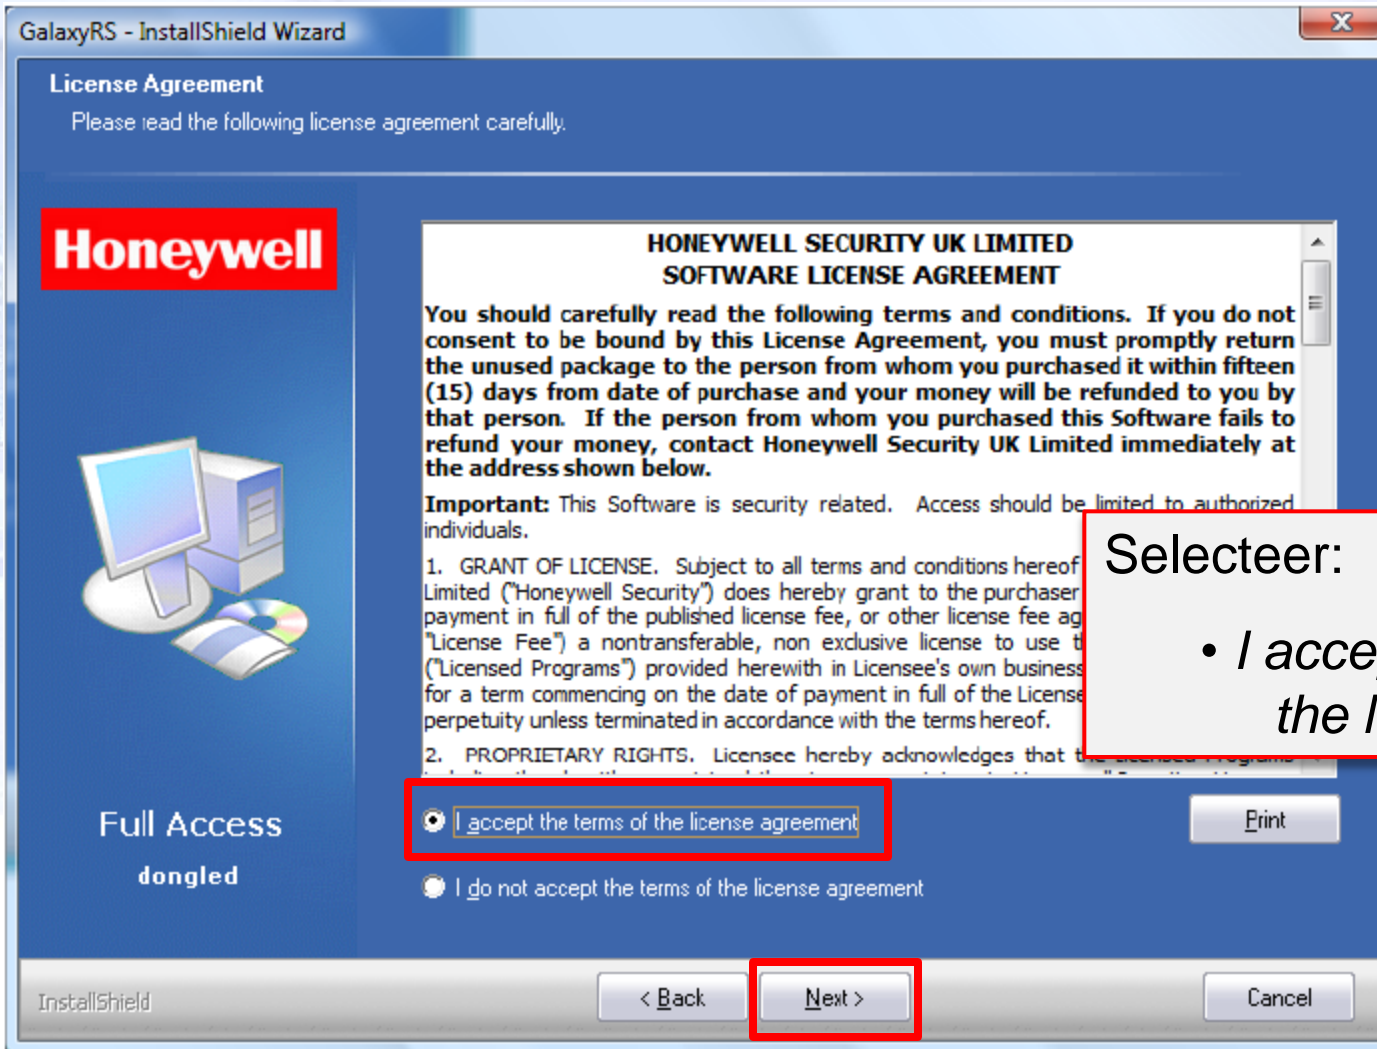 GalaxyRS - InstallShield Wizard
License Agreement
Please read the following license agreement carefully.
Honeywell
HONEYWELL SECURITY UK LIMITED
SOFTWARE LICENSE AGREEMENT
You should carefully read the following terms and conditions. If you do not
consent to be bound by this License Agreement, you must promptly return
the unused package to the person from whom you purchased it within fifteen
(15) days from date of purchase and your money will be refunded to you by
that person. If the person from whom you purchased this Software fails to
refund your money, contact Honeywell Security UK Limited immediately at
the address shown below.
Important: This Software is security related. Access should be limited to authorized
individuals.
1. GRANT OF LICENSE. Subject to all terms and conditions hereof
Limited ("Honeywell Security") does hereby grant to the purchaser
payment in full of the published license fee, or other license fee ag
"License Fee") a nontransferable, non exclusive license to use
("Licensed Programs") provided herewith in Licensee's own business
for a term commencing on the date of payment in full of the License
perpetuity unless terminated in accordance with the terms hereof.
2. PROPRIETARY RIGHTS. Licensee hereby acknowledges that the Licensed Programs
Selecteer:
• I acce
the l
Full Access
dongled
I accept the terms of the license agreement
Print
I do not accept the terms of the license agreement
InstallShield
< Back
Next >
Cancel